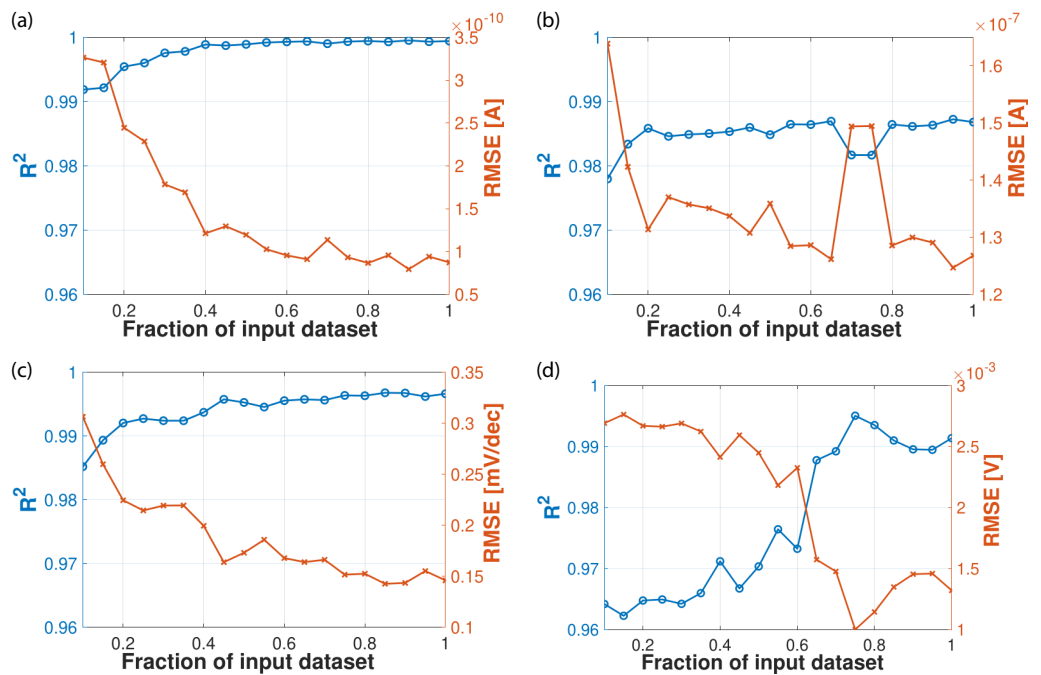 (a)
×10⁻¹⁰
1
0.99
0.98
0.97
0.96
R²
3.5
3
2.5
2
1.5
1
0.5
RMSE [A]
0.2 0.4 0.6 0.8 1
Fraction of input dataset
(b)
×10⁻⁷
1
0.99
0.98
0.97
0.96
R²
1.6
1.5
1.4
1.3
1.2
RMSE [A]
0.2 0.4 0.6 0.8 1
Fraction of input dataset
(c)
1
0.99
0.98
0.97
0.96
R²
0.35
0.3
0.25
0.2
0.15
0.1
RMSE [mV/dec]
0.2 0.4 0.6 0.8 1
Fraction of input dataset
(d)
×10⁻³
1
0.99
0.98
0.97
0.96
R²
3
2.5
2
1.5
1
RMSE [V]
0.2 0.4 0.6 0.8 1
Fraction of input dataset